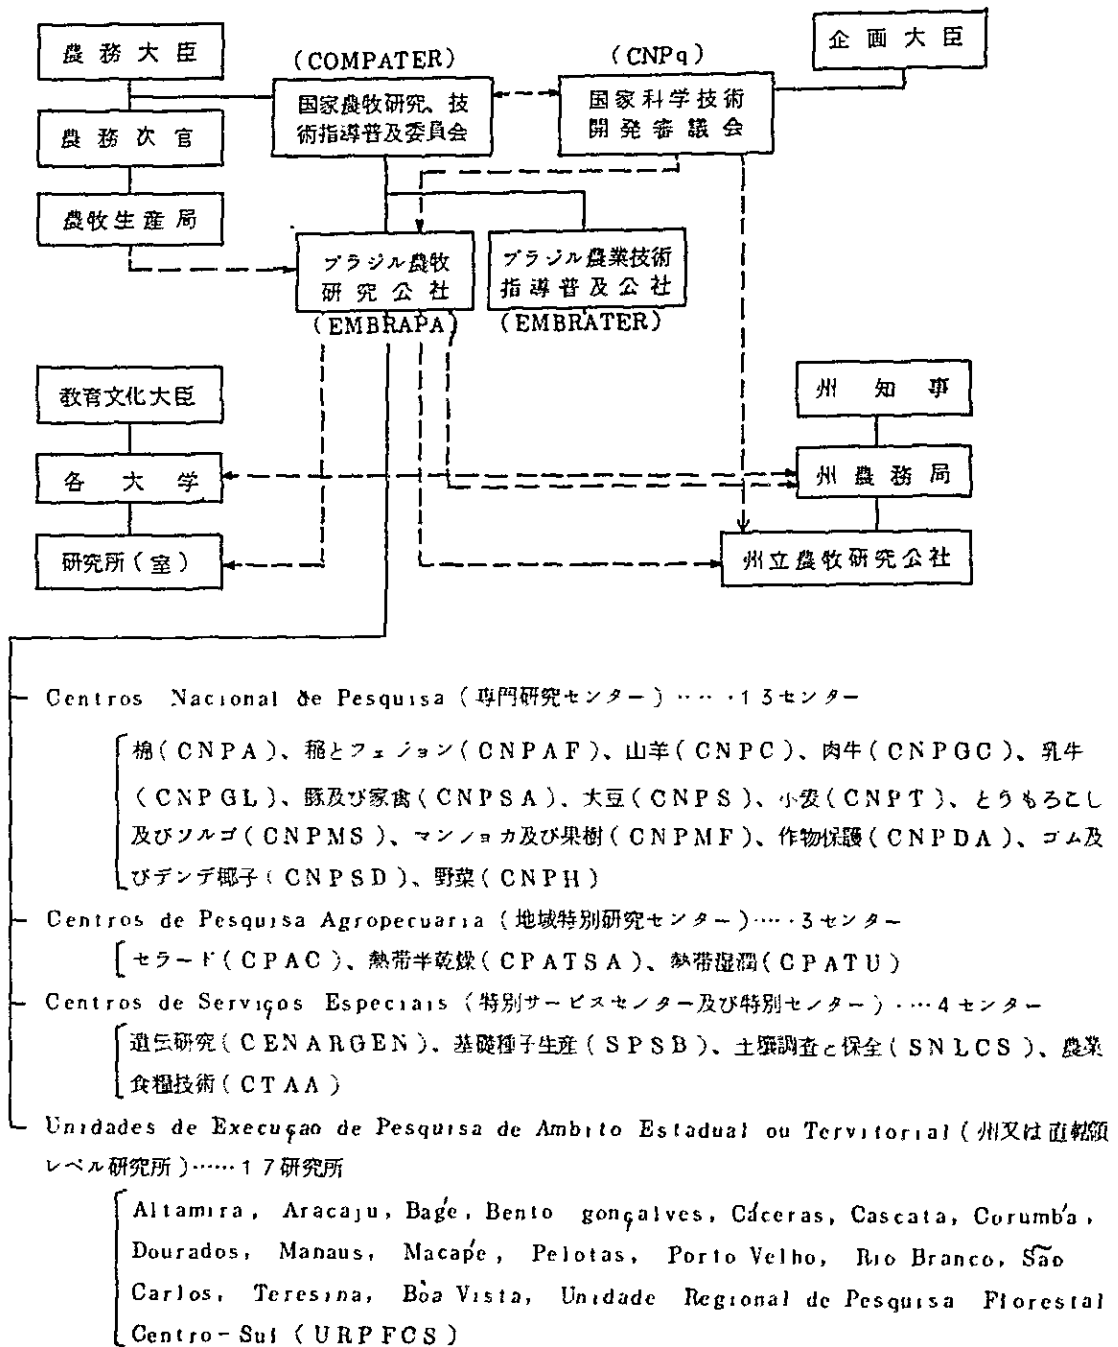 農務大臣
(COMPATER)
(CNPq)
企画大臣
国家農牧研究、技
術指導普及委員会
国家科学技術
開発審議会
農務次官
農牧生産局
ブラジル農牧
研究公社
(EMBRAPA)
ブラジル農業技術
指導普及公社
(EMBRATER)
教育文化大臣
各大学
研究所(室)
州知事
州農務局
州立農牧研究公社
Centros Nacional de Pesquisa(専門研究センター)‥‥・13センター
棉(CNPA)、稲とフェジョン(CNPAF)、山羊(CNPC)、肉牛(CNPGC)、乳牛
(CNPGL)、豚及び家禽(CNPSA)、大豆(CNPS)、小麦(CNPT)、とうもろこし
及びソルゴ(CNPMS)、マンジョカ及び果樹(CNPMF)、作物保護(CNPDA)、ゴム及
びデンデ椰子(CNPSD)、野菜(CNPH)
Centros de Pesquisa Agropecuaria(地域特別研究センター)‥‥・3センター
セラード(CPAC)、熱帯半乾燥(CPATSA)、熱帯湿潤(CPATU)
Centros de Serviços Especiais(特別サービスセンター及び特別センター)・‥‥4センター
遺伝研究(CENARGEN)、基礎種子生産(SPSB)、土壌調査と保全(SNLCS)、農業
食糧技術(CTAA)
Unidades de Execuçao de Pesquisa de Ambito Estadual ou Tervitorial(州又は直轄領
レベル研究所)‥‥‥17研究所
Altamira, Aracaju, Bagé, Bento gonçalves, Cáceras, Cascata, Corumbá,
Dourados, Manaus, Macapé, Pelotas, Porto Velho, Rio Branco, São
Carlos, Teresina, Bòa Vista, Unidade Regional de Pesquisa Florestal
Centro-Sul (URPFCS)